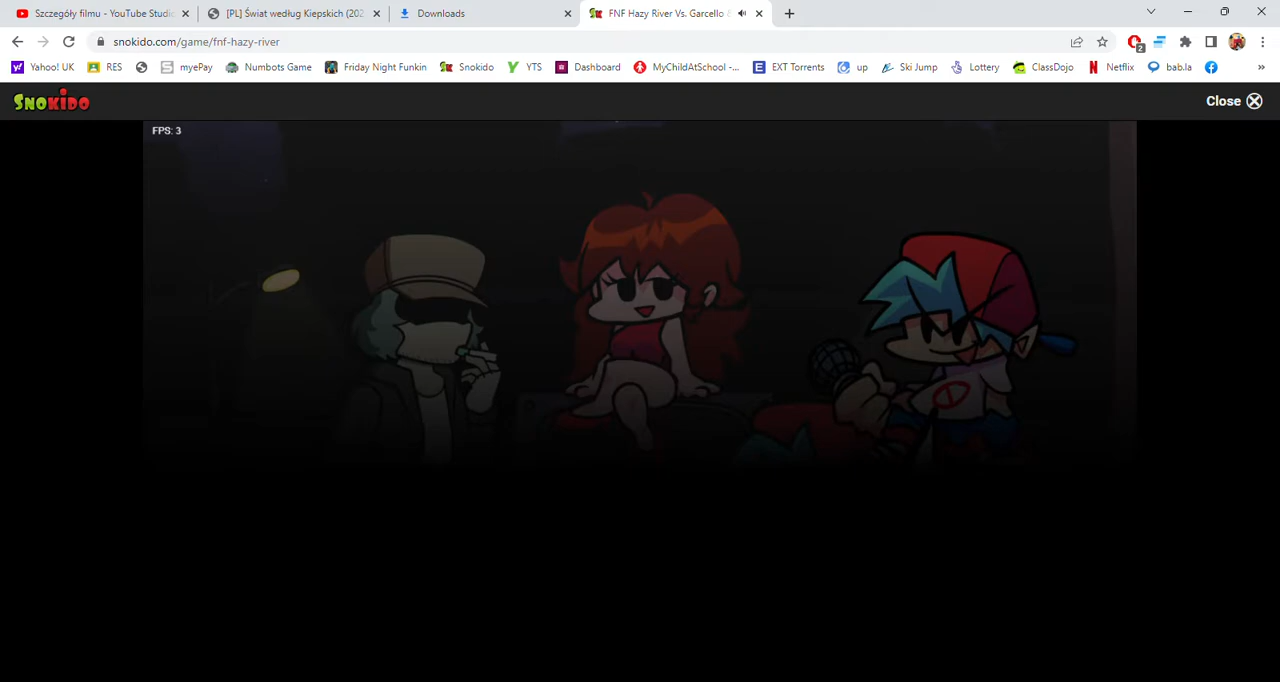 Szczegóły filmu - YouTube Studio
[PL] Świat według Kiepskich (202
Downloads
FNF Hazy River Vs. Garcello &
snokido.com/game/fnf-hazy-river
2
Yahoo! UK
RES
myePay
Numbots Game
Friday Night Funkin
Snokido
YTS
Dashboard
MyChildAtSchool -...
EXT Torrents
up
Ski Jump
Lottery
ClassDojo
Netflix
bab.la
»
SNOKIDO
Close
FPS: 3